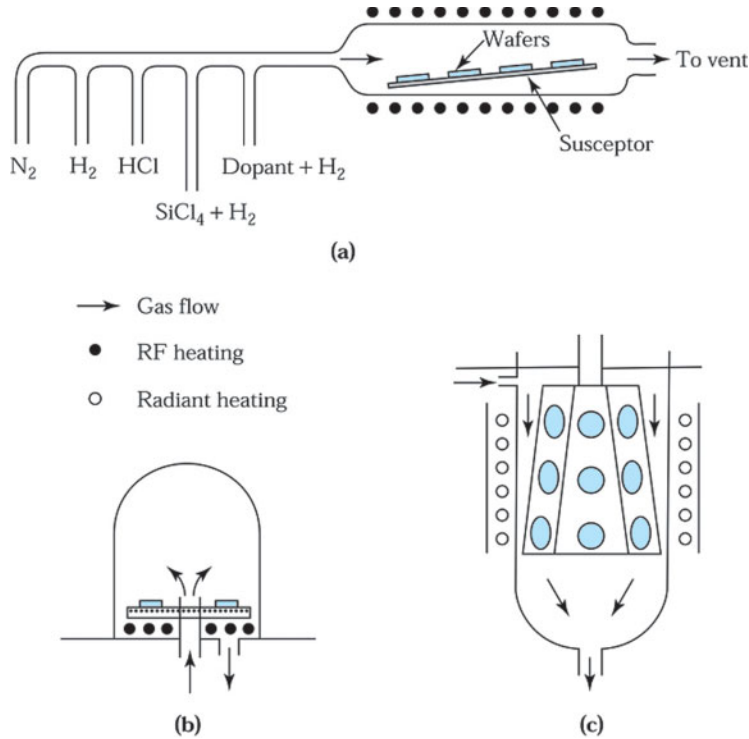 Wafers
To vent
Susceptor
N₂ H₂ HCl Dopant + H₂
SiCl₄ + H₂
(a)
Gas flow
RF heating
Radiant heating
(b)
(c)